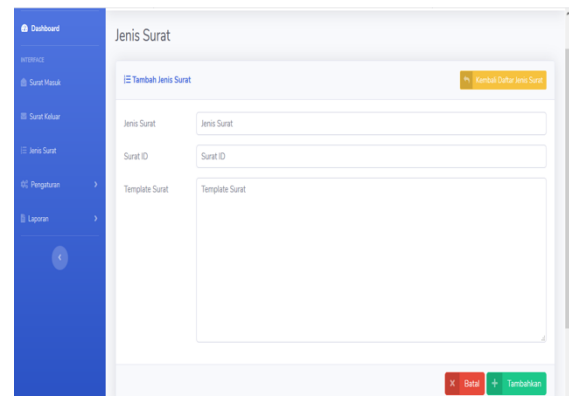 Dashboard
INTERFACE
Surat Masuk
Surat Keluar
Jenis Surat
Pengaturan
Laporan
Jenis Surat
Tambah Jenis Surat
Kembali Daftar Jenis Surat
Jenis Surat
Jenis Surat
Surat ID
Surat ID
Template Surat
Template Surat
Batal
Tambahkan